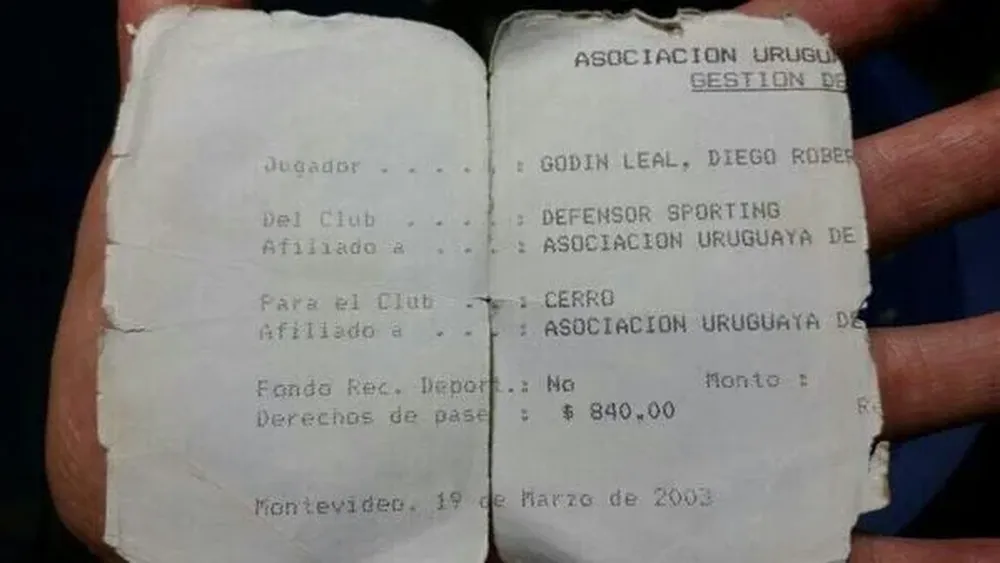 ASOCIACION URUGU
GESTION DE
Jugador . . . . . : GODIN LEAL, DIEGO ROBER
Del Club . . . . : DEFENSOR SPORTING
Afiliado a . . . : ASOCIACION URUGUAYA DE
Para el Club . . : CERRO
Afiliado a . . . : ASOCIACION URUGUAYA DE
Fondo Rec. Deport.: No Monto :
Derechos de pase : $ 840.00 Re
Montevideo, 19 de Marzo de 2003